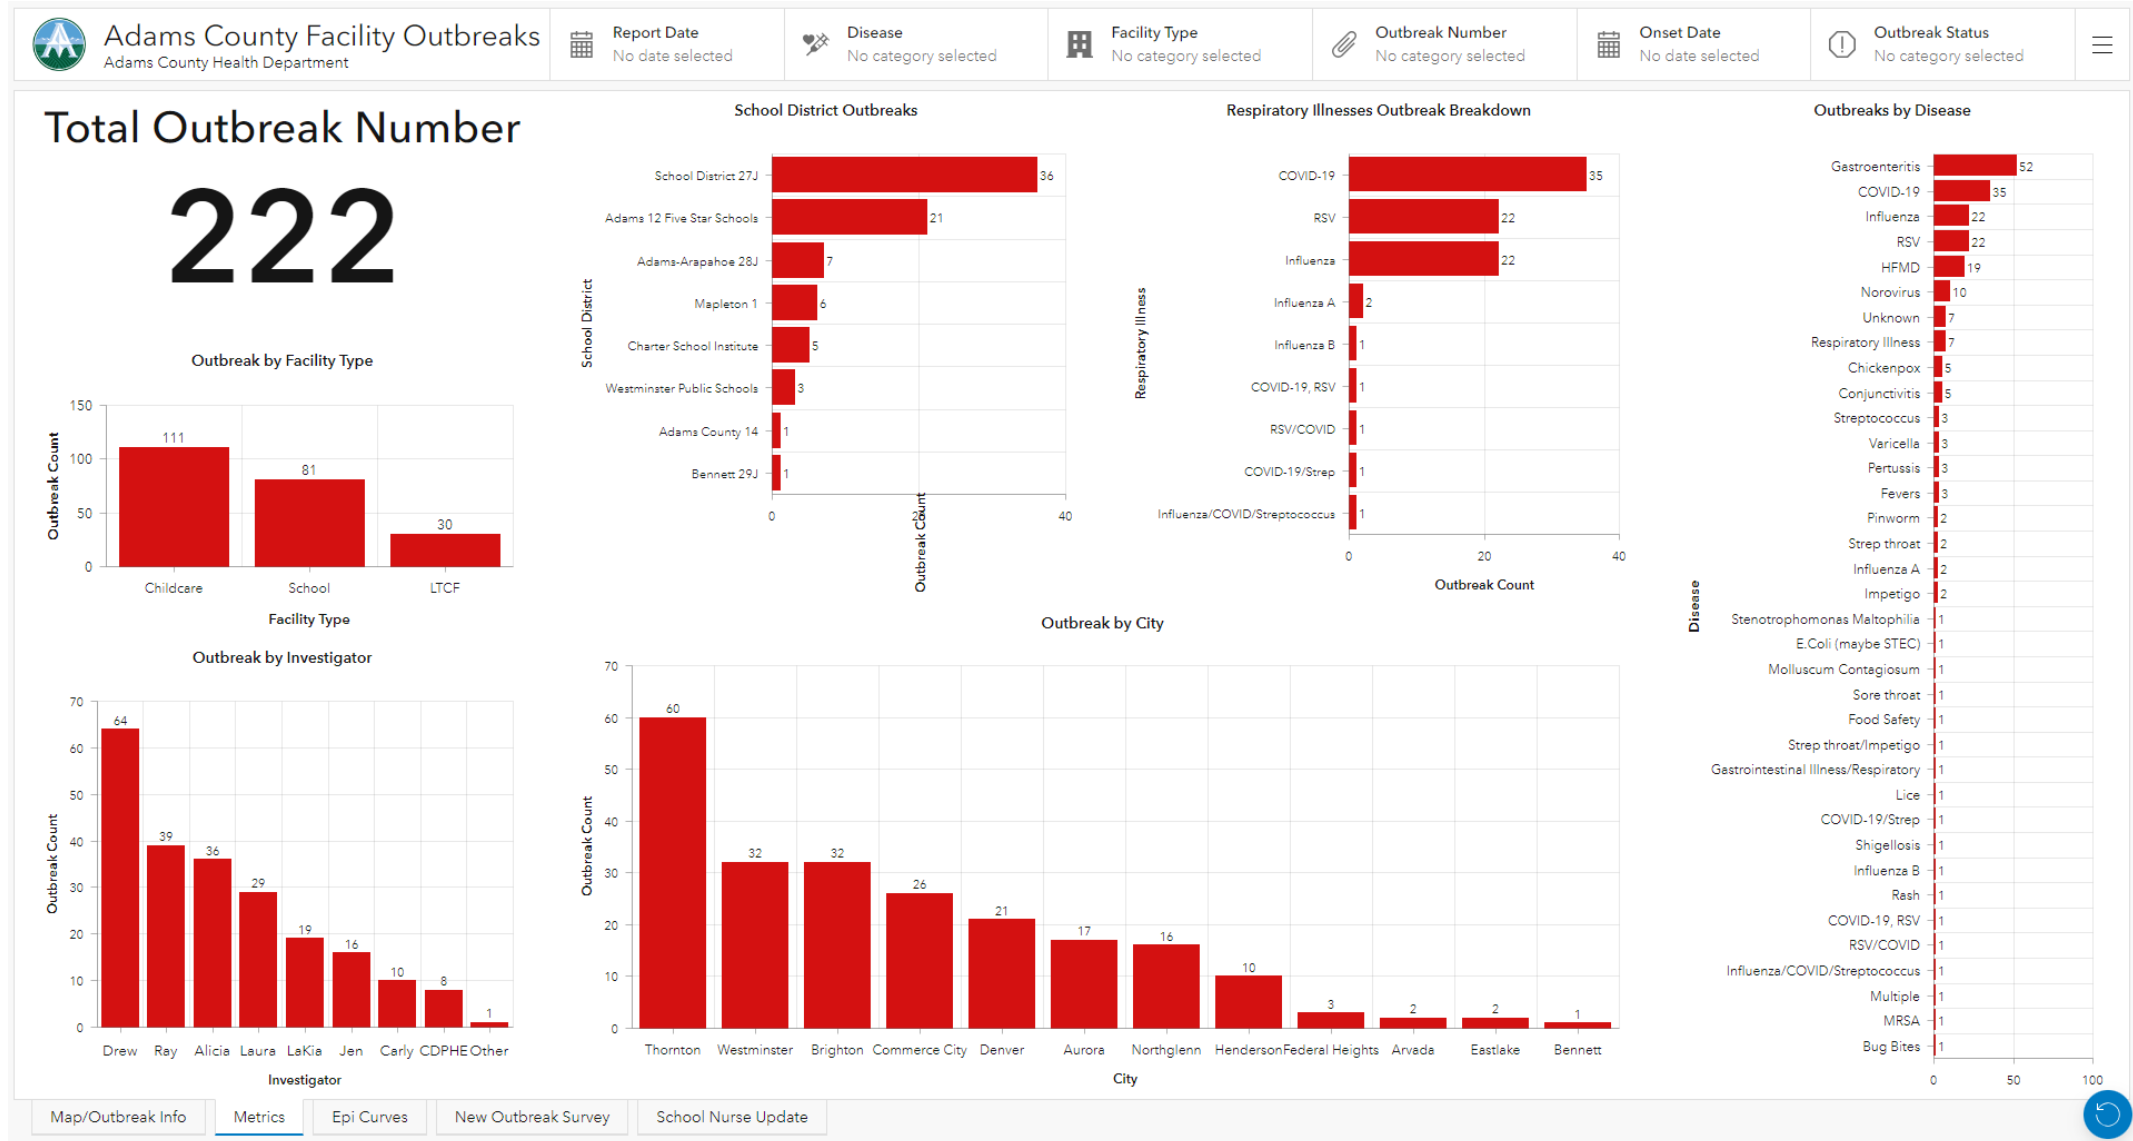 Adams County Facility Outbreaks
Adams County Health Department
Report Date
No date selected
Disease
No category selected
Facility Type
No category selected
Outbreak Number
No category selected
Onset Date
No date selected
Outbreak Status
No category selected
Total Outbreak Number
222
Outbreak by Facility Type
Outbreak Count
150
100
50
0
111
81
30
Childcare
School
LTCF
Facility Type
Outbreak by Investigator
Outbreak Count
70
60
50
40
30
20
10
0
64
39
36
29
19
16
10
8
1
Drew
Ray
Alicia
Laura
LaKia
Jen
Carly
CDPHE
Other
Investigator
School District Outbreaks
School District
School District 27J 36
Adams 12 Five Star Schools 21
Adams-Arapahoe 28J 7
Mapleton 1 6
Charter School Institute 5
Westminster Public Schools 3
Adams County 14 1
Bennett 29J 1
0 20 40
Outbreak Count
Respiratory Illnesses Outbreak Breakdown
Respiratory Illness
COVID-19 35
RSV 22
Influenza 22
Influenza A 2
Influenza B 1
COVID-19, RSV 1
RSV/COVID 1
COVID-19/Strep 1
Influenza/COVID/Streptococcus 1
0 20 40
Outbreak Count
Outbreak by City
Outbreak Count
70
60
50
40
30
20
10
0
60
32
32
26
21
17
16
10
3
2
2
1
Thornton
Westminster
Brighton
Commerce City
Denver
Aurora
Northglenn
Henderson
Federal Heights
Arvada
Eastlake
Bennett
City
Outbreaks by Disease
Disease
Gastroenteritis 52
COVID-19 35
Influenza 22
RSV 22
HFMD 19
Norovirus 10
Unknown 7
Respiratory Illness 7
Chickenpox 5
Conjunctivitis 5
Streptococcus 3
Varicella 3
Pertussis 3
Fevers 3
Pinworm 2
Strep throat 2
Influenza A 2
Impetigo 2
Stenotrophomonas Maltophilia 1
E.Coli (maybe STEC) 1
Molluscum Contagiosum 1
Sore throat 1
Food Safety 1
Strep throat/Impetigo 1
Gastrointestinal Illness/Respiratory 1
Lice 1
COVID-19/Strep 1
Shigellosis 1
Influenza B 1
Rash 1
COVID-19, RSV 1
RSV/COVID 1
Influenza/COVID/Streptococcus 1
Multiple 1
MRSA 1
Bug Bites 1
0 50 100
Map/Outbreak Info
Metrics
Epi Curves
New Outbreak Survey
School Nurse Update